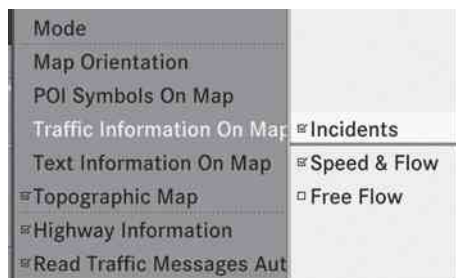 Mode
Map Orientation
POI Symbols On Map
Traffic Information On Map
Incidents
Text Information On Map
Speed & Flow
Topographic Map
Free Flow
Highway Information
Read Traffic Messages Aut